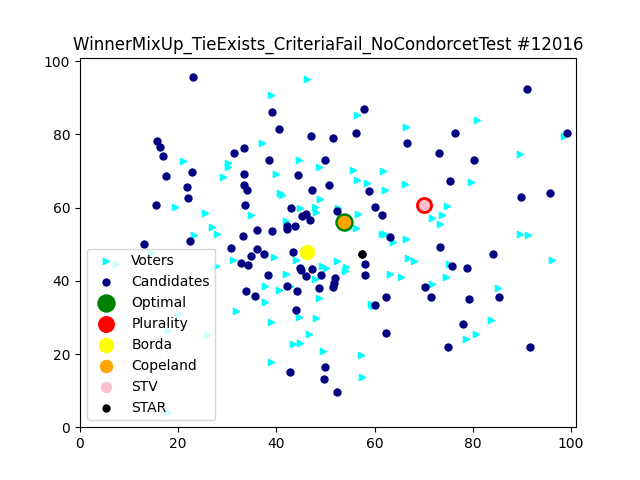 WinnerMixUp_TieExists_CriteriaFail_NoCondorcetTest #12016
100
80
60
40
20
0
0 20 40 60 80 100
Voters
Candidates
Optimal
Plurality
Borda
Copeland
STV
STAR